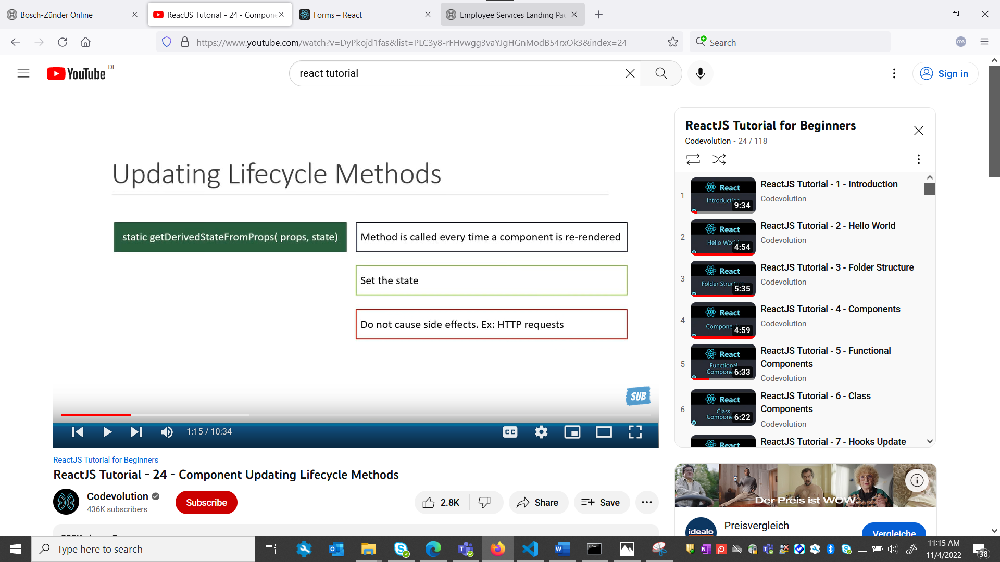 Bosch-Zünder Online
ReactJS Tutorial - 24 - Compone
Forms – React
Employee Services Landing Pag
https://www.youtube.com/watch?v=DyPkojd1fas&list=PLC3y8-rFHvwgg3vaYJgHGnModB54rxOk3&index=24
Search
me
YouTube
DE
react tutorial
Sign in
Updating Lifecycle Methods
static getDerivedStateFromProps( props, state)
Method is called every time a component is re-rendered
Set the state
Do not cause side effects. Ex: HTTP requests
SUB
1:15 / 10:34
CC
ReactJS Tutorial for Beginners
ReactJS Tutorial - 24 - Component Updating Lifecycle Methods
Codevolution
436K subscribers
Subscribe
2.8K
Share
Save
ReactJS Tutorial for Beginners
Codevolution - 24 / 118
1
React
9:34
ReactJS Tutorial - 1 - Introduction
Codevolution
2
React
4:54
ReactJS Tutorial - 2 - Hello World
Codevolution
3
React
5:35
ReactJS Tutorial - 3 - Folder Structure
Codevolution
4
React
4:59
ReactJS Tutorial - 4 - Components
Codevolution
5
React
Functional
6:33
ReactJS Tutorial - 5 - Functional
Components
Codevolution
6
React
Class
6:22
ReactJS Tutorial - 6 - Class
Components
Codevolution
React
ReactJS Tutorial - 7 - Hooks Update
Der Preis ist WOW.
idealo
Preisvergleich
Vergleiche
Type here to search
11:15 AM
11/4/2022
38